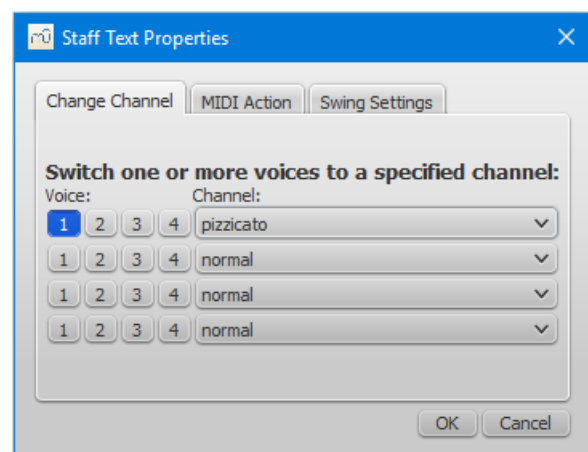 mû Staff Text Properties
Change Channel MIDI Action Swing Settings
Switch one or more voices to a specified channel:
Voice: Channel:
1 2 3 4 pizzicato
1 2 3 4 normal
1 2 3 4 normal
1 2 3 4 normal
OK Cancel